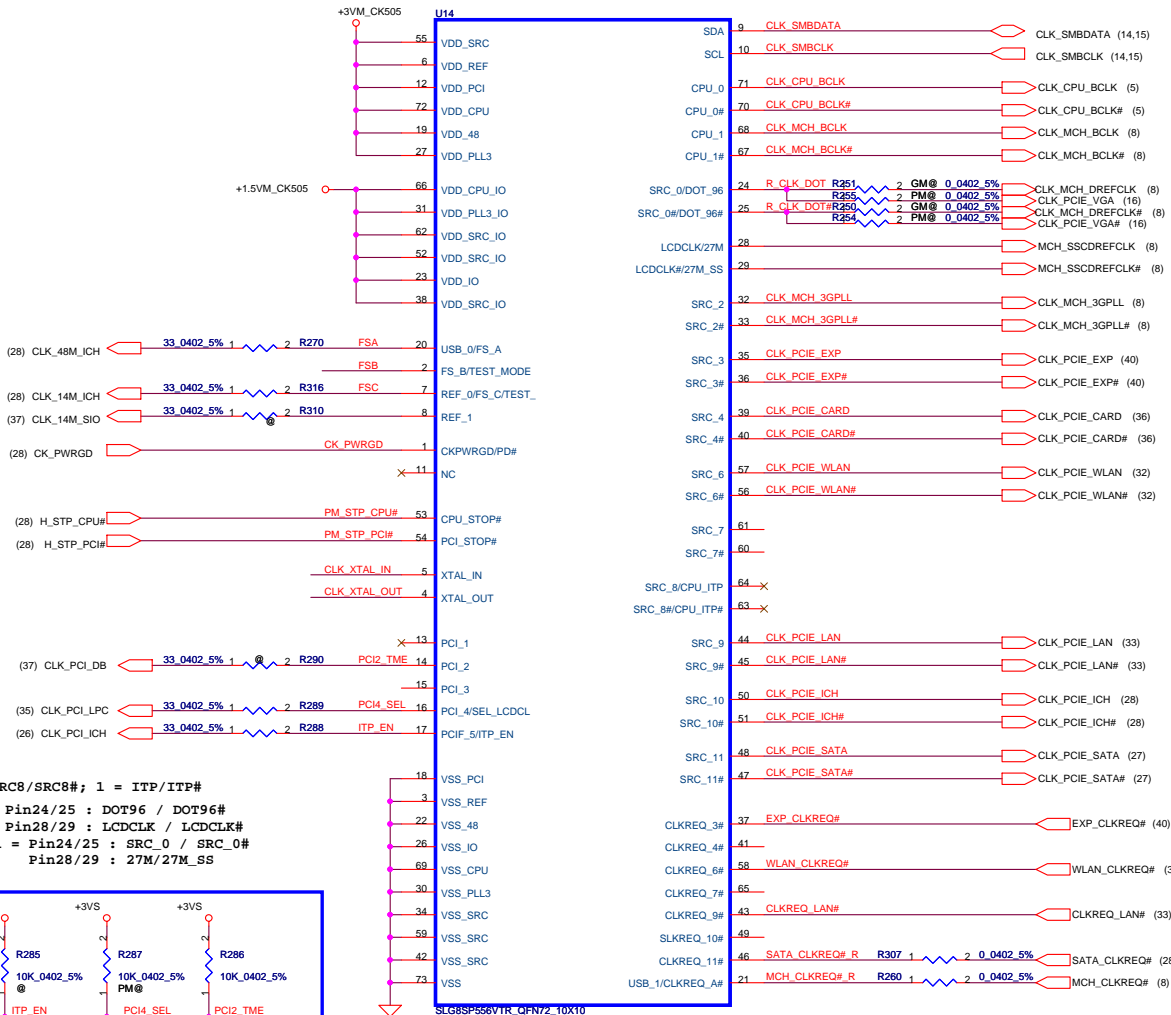 +3VM_CK505
U14
55 VDD_SRC
6 VDD_REF
12 VDD_PCI
72 VDD_CPU
19 VDD_48
27 VDD_PLL3
+1.5VM_CK505
66 VDD_CPU_IO
31 VDD_PLL3_IO
62 VDD_SRC_IO
52 VDD_SRC_IO
23 VDD_IO
38 VDD_SRC_IO
(28) CLK_48M_ICH 33_0402_5% 1 2 R270 FSA 20 USB_0/FS_A
FSB 2 FS_B/TEST_MODE
(28) CLK_14M_ICH 33_0402_5% 1 2 R316 FSC 7 REF_0/FS_C/TEST_
(37) CLK_14M_SIO 33_0402_5% 1 2 R310 8 REF_1
@
(28) CK_PWRGD CK_PWRGD 1 CKPWRGD/PD#
11 NC
(28) H_STP_CPU# PM_STP_CPU# 53 CPU_STOP#
(28) H_STP_PCI# PM_STP_PCI# 54 PCI_STOP#
CLK_XTAL_IN 5 XTAL_IN
CLK_XTAL_OUT 4 XTAL_OUT
13 PCI_1
(37) CLK_PCI_DB 33_0402_5% 1 @ 2 R290 PCI2_TME 14 PCI_2
15 PCI_3
(35) CLK_PCI_LPC 33_0402_5% 1 2 R289 PCI4_SEL 16 PCI_4/SEL_LCDCL
(26) CLK_PCI_ICH 33_0402_5% 1 2 R288 ITP_EN 17 PCIF_5/ITP_EN
18 VSS_PCI
3 VSS_REF
22 VSS_48
26 VSS_IO
69 VSS_CPU
30 VSS_PLL3
34 VSS_SRC
59 VSS_SRC
42 VSS_SRC
73 VSS
SLG8SP556VTR_QFN72_10X10
SDA 9 CLK_SMBDATA CLK_SMBDATA (14,15)
SCL 10 CLK_SMBCLK CLK_SMBCLK (14,15)
CPU_0 71 CLK_CPU_BCLK CLK_CPU_BCLK (5)
CPU_0# 70 CLK_CPU_BCLK# CLK_CPU_BCLK# (5)
CPU_1 68 CLK_MCH_BCLK CLK_MCH_BCLK (8)
CPU_1# 67 CLK_MCH_BCLK# CLK_MCH_BCLK# (8)
SRC_0/DOT_96 24 R_CLK_DOT R251 2 GM@ 0_0402_5% CLK_MCH_DREFCLK (8)
R255 2 PM@ 0_0402_5% CLK_PCIE_VGA (16)
SRC_0#/DOT_96# 25 R_CLK_DOT# R250 2 GM@ 0_0402_5% CLK_MCH_DREFCLK# (8)
R254 2 PM@ 0_0402_5% CLK_PCIE_VGA# (16)
LCDCLK/27M 28 MCH_SSCDREFCLK (8)
LCDCLK#/27M_SS 29 MCH_SSCDREFCLK# (8)
SRC_2 32 CLK_MCH_3GPLL CLK_MCH_3GPLL (8)
SRC_2# 33 CLK_MCH_3GPLL# CLK_MCH_3GPLL# (8)
SRC_3 35 CLK_PCIE_EXP CLK_PCIE_EXP (40)
SRC_3# 36 CLK_PCIE_EXP# CLK_PCIE_EXP# (40)
SRC_4 39 CLK_PCIE_CARD CLK_PCIE_CARD (36)
SRC_4# 40 CLK_PCIE_CARD# CLK_PCIE_CARD# (36)
SRC_6 57 CLK_PCIE_WLAN CLK_PCIE_WLAN (32)
SRC_6# 56 CLK_PCIE_WLAN# CLK_PCIE_WLAN# (32)
SRC_7 61
SRC_7# 60
SRC_8/CPU_ITP 64
SRC_8#/CPU_ITP# 63
SRC_9 44 CLK_PCIE_LAN CLK_PCIE_LAN (33)
SRC_9# 45 CLK_PCIE_LAN# CLK_PCIE_LAN# (33)
SRC_10 50 CLK_PCIE_ICH CLK_PCIE_ICH (28)
SRC_10# 51 CLK_PCIE_ICH# CLK_PCIE_ICH# (28)
SRC_11 48 CLK_PCIE_SATA CLK_PCIE_SATA (27)
SRC_11# 47 CLK_PCIE_SATA# CLK_PCIE_SATA# (27)
CLKREQ_3# 37 EXP_CLKREQ# EXP_CLKREQ# (40)
CLKREQ_4# 41
CLKREQ_6# 58 WLAN_CLKREQ# WLAN_CLKREQ#
CLKREQ_7# 65
CLKREQ_9# 43 CLKREQ_LAN# CLKREQ_LAN# (33)
SLKREQ_10# 49
CLKREQ_11# 46 SATA_CLKREQ#_R R307 1 2 0_0402_5% SATA_CLKREQ# (28
USB_1/CLKREQ_A# 21 MCH_CLKREQ#_R R260 1 2 0_0402_5% MCH_CLKREQ# (8)
RC8/SRC8#; 1 = ITP/ITP#
Pin24/25 : DOT96 / DOT96#
Pin28/29 : LCDCLK / LCDCLK#
= Pin24/25 : SRC_0 / SRC_0#
Pin28/29 : 27M/27M_SS
+3VS +3VS
2 2 2
R285 R287 R286
10K_0402_5% 10K_0402_5% 10K_0402_5%
@ PM@
1 1 1
ITP_EN PCI4_SEL PCI2_TME